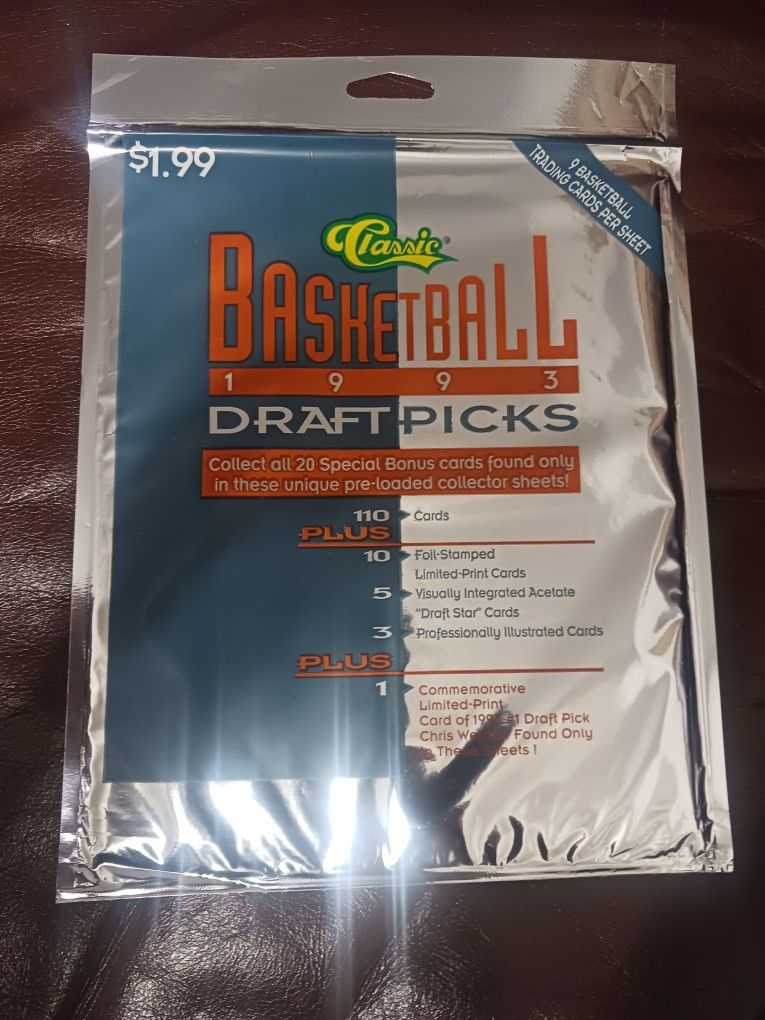 $1.99
9 BASKETBALL
TRADING CARDS PER SHEET
Classic®
BASKETBALL
1 9 9 3
DRAFT PICKS
Collect all 20 Special Bonus cards found only
in these unique pre-loaded collector sheets!
110 Cards
PLUS
10 Foil-Stamped
Limited-Print Cards
5 Visually Integrated Acetate
"Draft Star" Cards
3 Professionally Illustrated Cards
PLUS
1 Commemorative
Limited-Print
Card of #1 Draft Pick
Chris Found Only
Sheets !